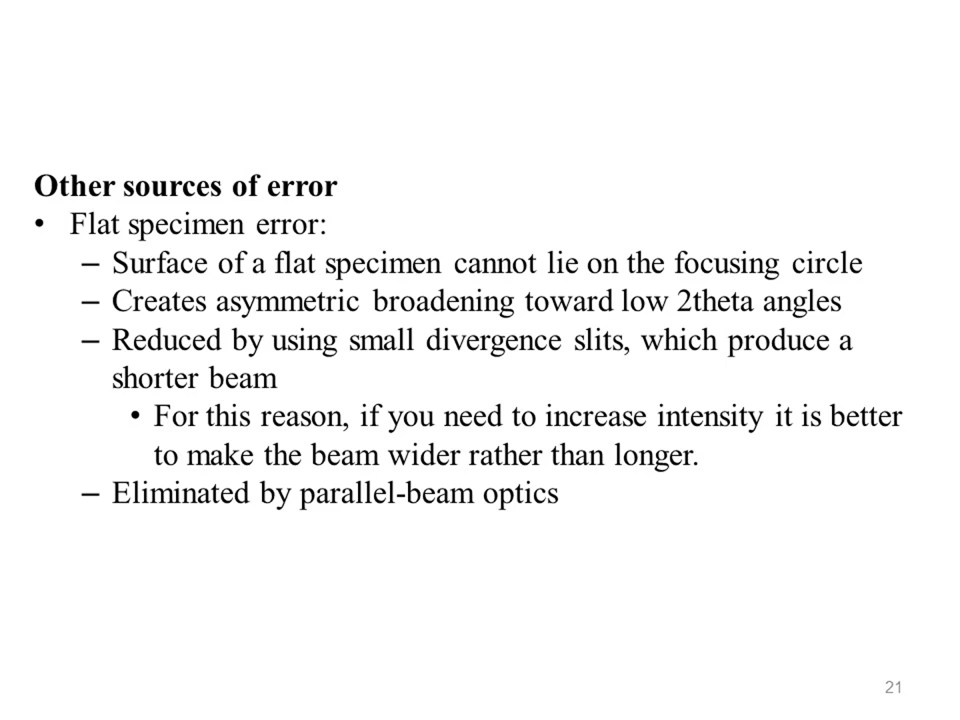 Other sources of error
• Flat specimen error:
– Surface of a flat specimen cannot lie on the focusing circle
– Creates asymmetric broadening toward low 2theta angles
– Reduced by using small divergence slits, which produce a
shorter beam
• For this reason, if you need to increase intensity it is better
to make the beam wider rather than longer.
– Eliminated by parallel-beam optics
21